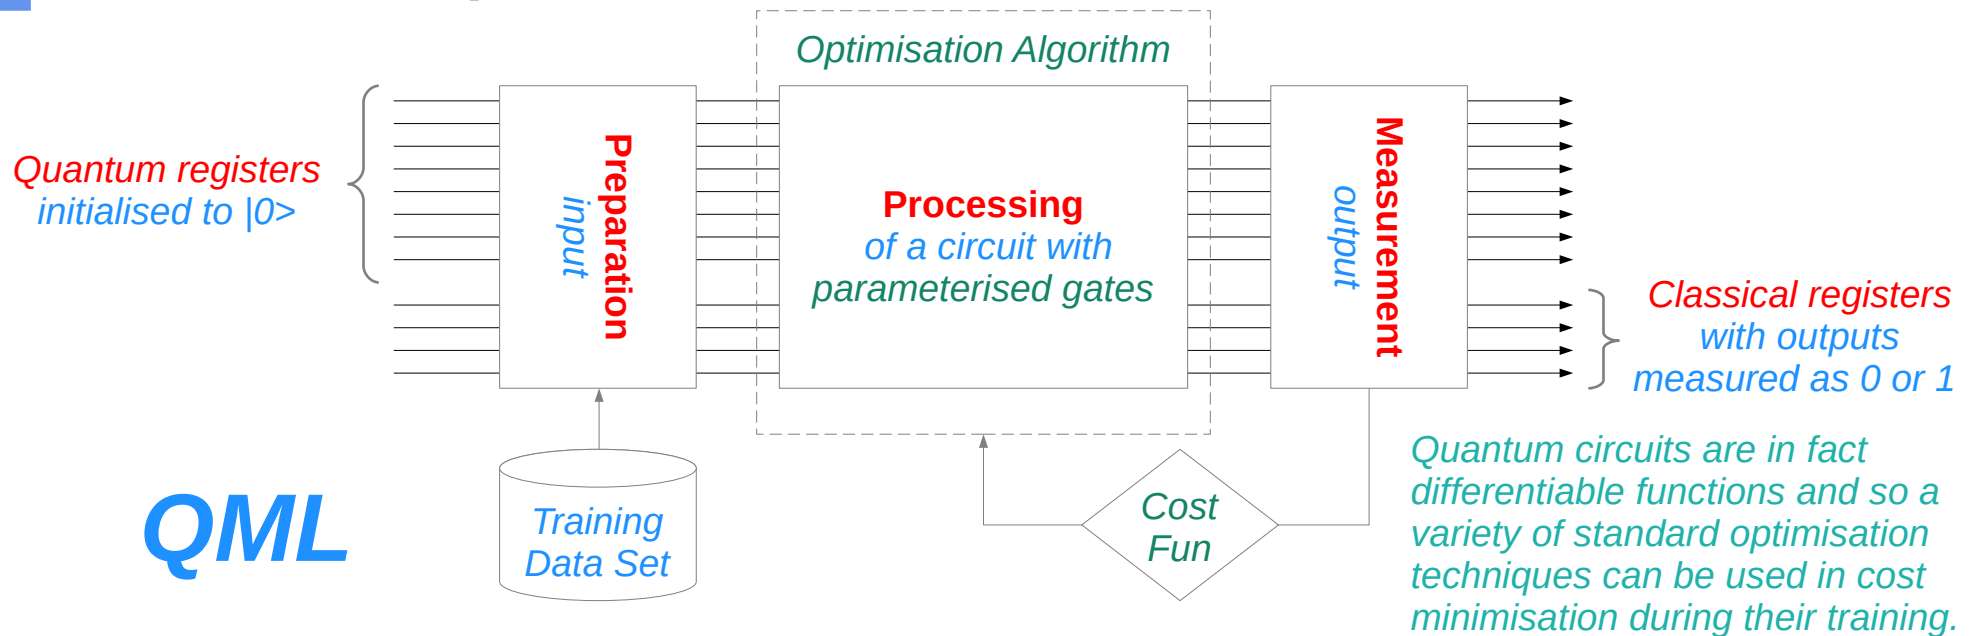 Optimisation Algorithm
Quantum registers
initialised to |0>
Preparation
input
Processing
of a circuit with
parameterised gates
Measurement
output
Classical registers
with outputs
measured as 0 or 1
QML
Training
Data Set
Cost
Fun
Quantum circuits are in fact
differentiable functions and so a
variety of standard optimisation
techniques can be used in cost
minimisation during their training.